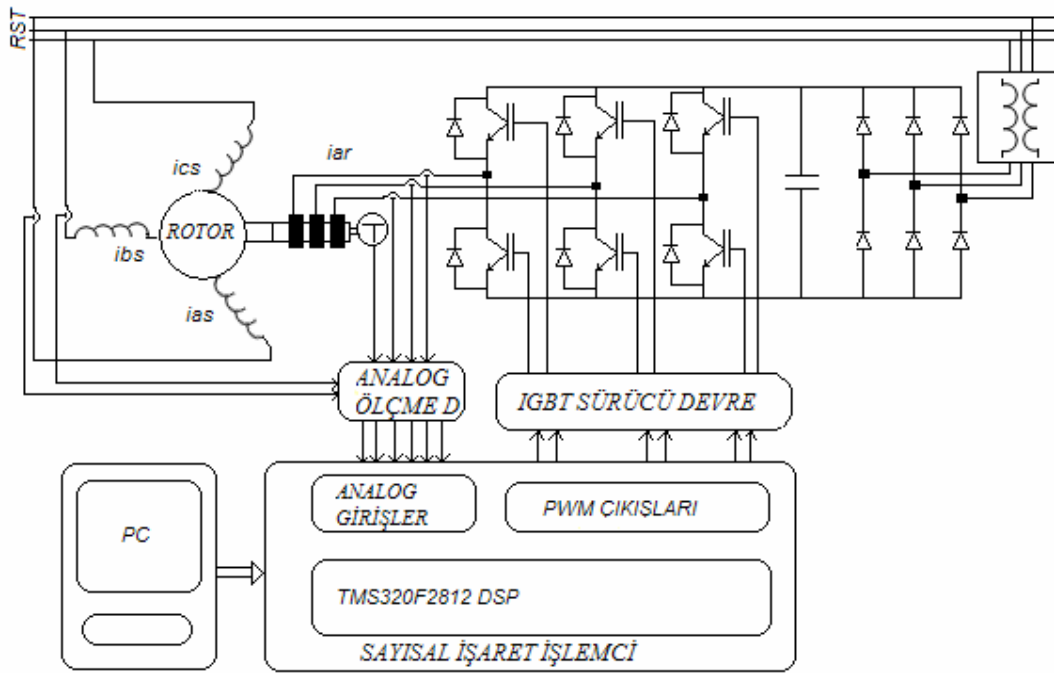 RST
ics
iar
ROTOR
T
ibs
ias
ANALOG
ÖLÇME D
IGBT SÜRÜCÜ DEVRE
ANALOG
GİRİŞLER
PWM ÇIKIŞLARI
PC
TMS320F2812 DSP
SAYISAL İŞARET İŞLEMCİ